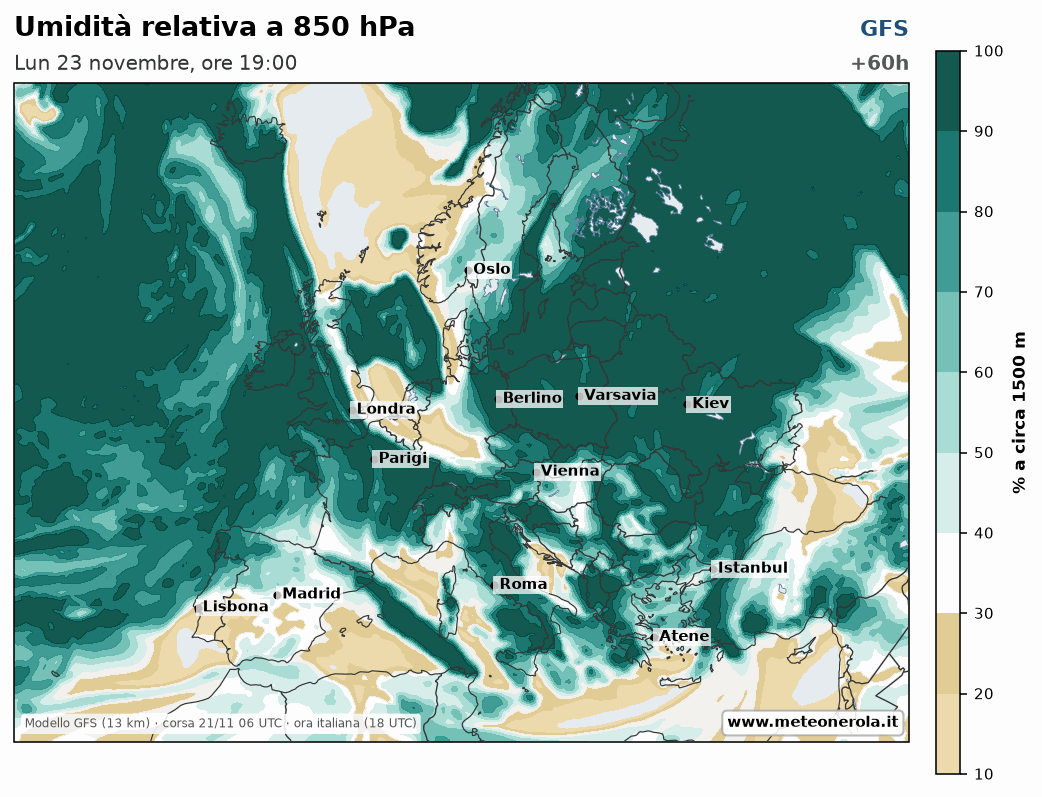 Umidità relativa a 850 hPa
GFS
Lun 23 novembre, ore 19:00
+60h
100
90
80
70
60
50
40
30
20
10
% a circa 1500 m
Oslo
Berlino
Varsavia
Kiev
Londra
Parigi
Vienna
Istanbul
Roma
Madrid
Lisbona
Atene
Modello GFS (13 km) · corsa 21/11 06 UTC · ora italiana (18 UTC)
www.meteonerola.it